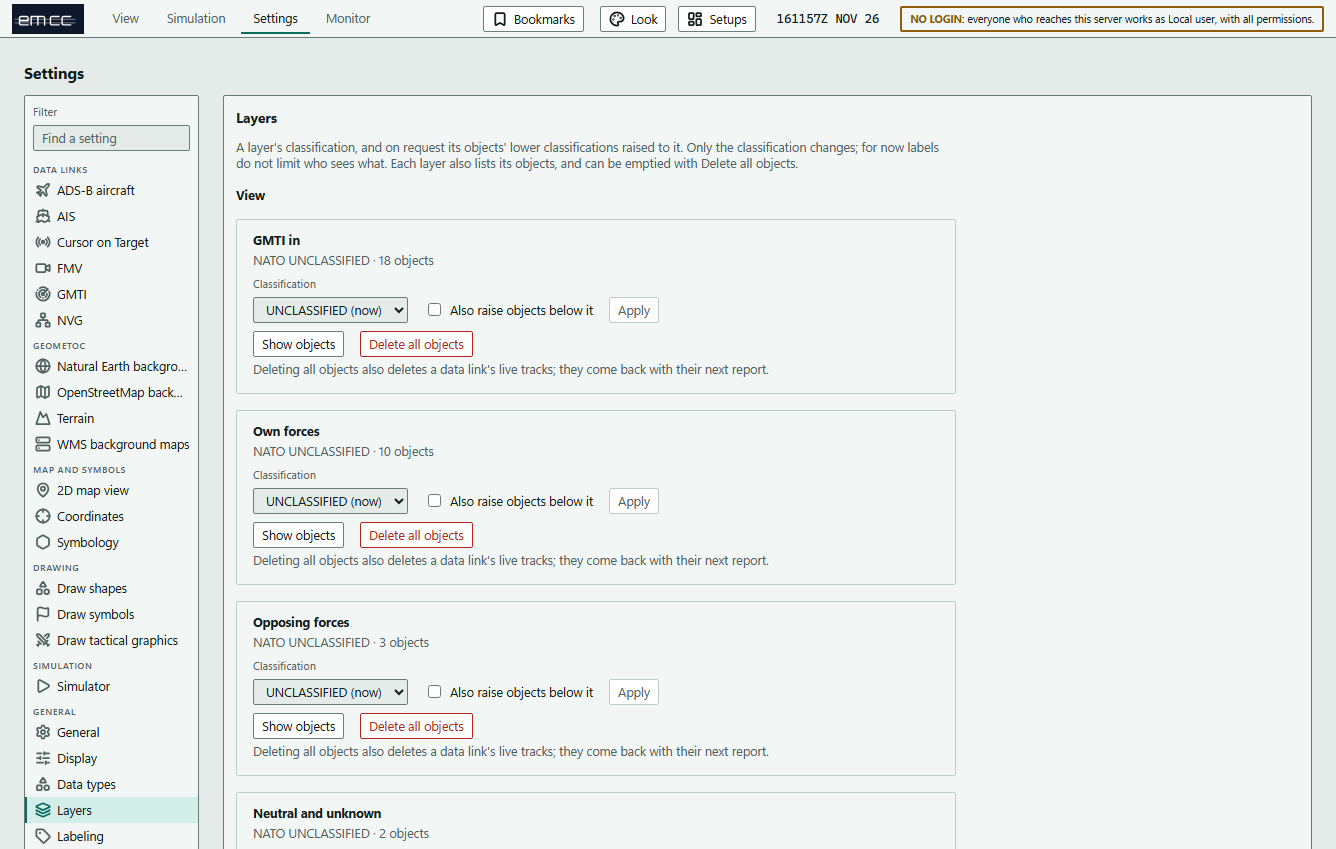 emcc
View
Simulation
Settings
Monitor
Bookmarks
Look
Setups
161157Z NOV 26
NO LOGIN: everyone who reaches this server works as Local user, with all permissions.
Settings
Filter
Find a setting
DATA LINKS
ADS-B aircraft
AIS
Cursor on Target
FMV
GMTI
NVG
GEOMETOC
Natural Earth backgro...
OpenStreetMap back...
Terrain
WMS background maps
MAP AND SYMBOLS
2D map view
Coordinates
Symbology
DRAWING
Draw shapes
Draw symbols
Draw tactical graphics
SIMULATION
Simulator
GENERAL
General
Display
Data types
Layers
Labeling
Layers
A layer's classification, and on request its objects' lower classifications raised to it. Only the classification changes; for now labels
do not limit who sees what. Each layer also lists its objects, and can be emptied with Delete all objects.
View
GMTI in
NATO UNCLASSIFIED · 18 objects
Classification
UNCLASSIFIED (now)
Also raise objects below it
Apply
Show objects
Delete all objects
Deleting all objects also deletes a data link's live tracks; they come back with their next report.
Own forces
NATO UNCLASSIFIED · 10 objects
Classification
UNCLASSIFIED (now)
Also raise objects below it
Apply
Show objects
Delete all objects
Deleting all objects also deletes a data link's live tracks; they come back with their next report.
Opposing forces
NATO UNCLASSIFIED · 3 objects
Classification
UNCLASSIFIED (now)
Also raise objects below it
Apply
Show objects
Delete all objects
Deleting all objects also deletes a data link's live tracks; they come back with their next report.
Neutral and unknown
NATO UNCLASSIFIED · 2 objects